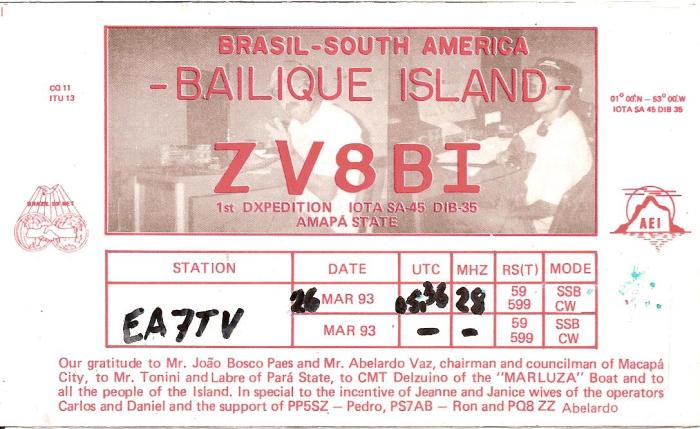 BRASIL-SOUTH AMERICA
-BAILIQUE ISLAND-
CQ 11
ITU 13
01° 00'.N - 53° 00'.W
IOTA SA 45 DIB 35
ZV8BI
1st DXPEDITION IOTA SA-45 DIB-35
AMAPÁ STATE
AEI
STATION DATE UTC MHZ RS(T) MODE
EA7TV 26 MAR 93 05:36 28 59 599 SSB CW
MAR 93 — — 59 599 SSB CW
Our gratitude to Mr. João Bosco Paes and Mr. Abelardo Vaz, chairman and councilman of Macapá
City, to Mr. Tonini and Labre of Pará State, to CMT Delzuino of the "MARLUZA" Boat and to
all the people of the Island. In special to the incentive of Jeanne and Janice wives of the operators
Carlos and Daniel and the support of PP5SZ — Pedro, PS7AB — Ron and PQ8 ZZ Abelardo